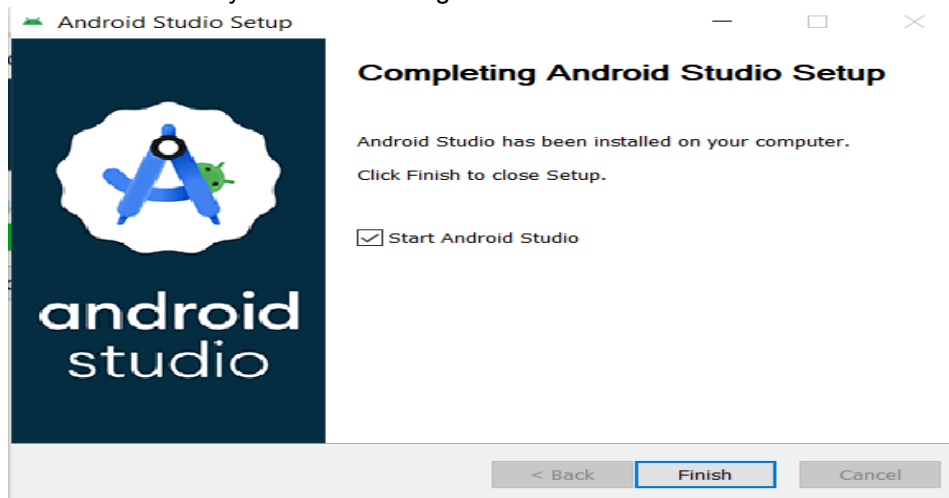 Android Studio Setup
Completing Android Studio Setup
Android Studio has been installed on your computer.
Click Finish to close Setup.
Start Android Studio
android
studio
< Back
Finish
Cancel